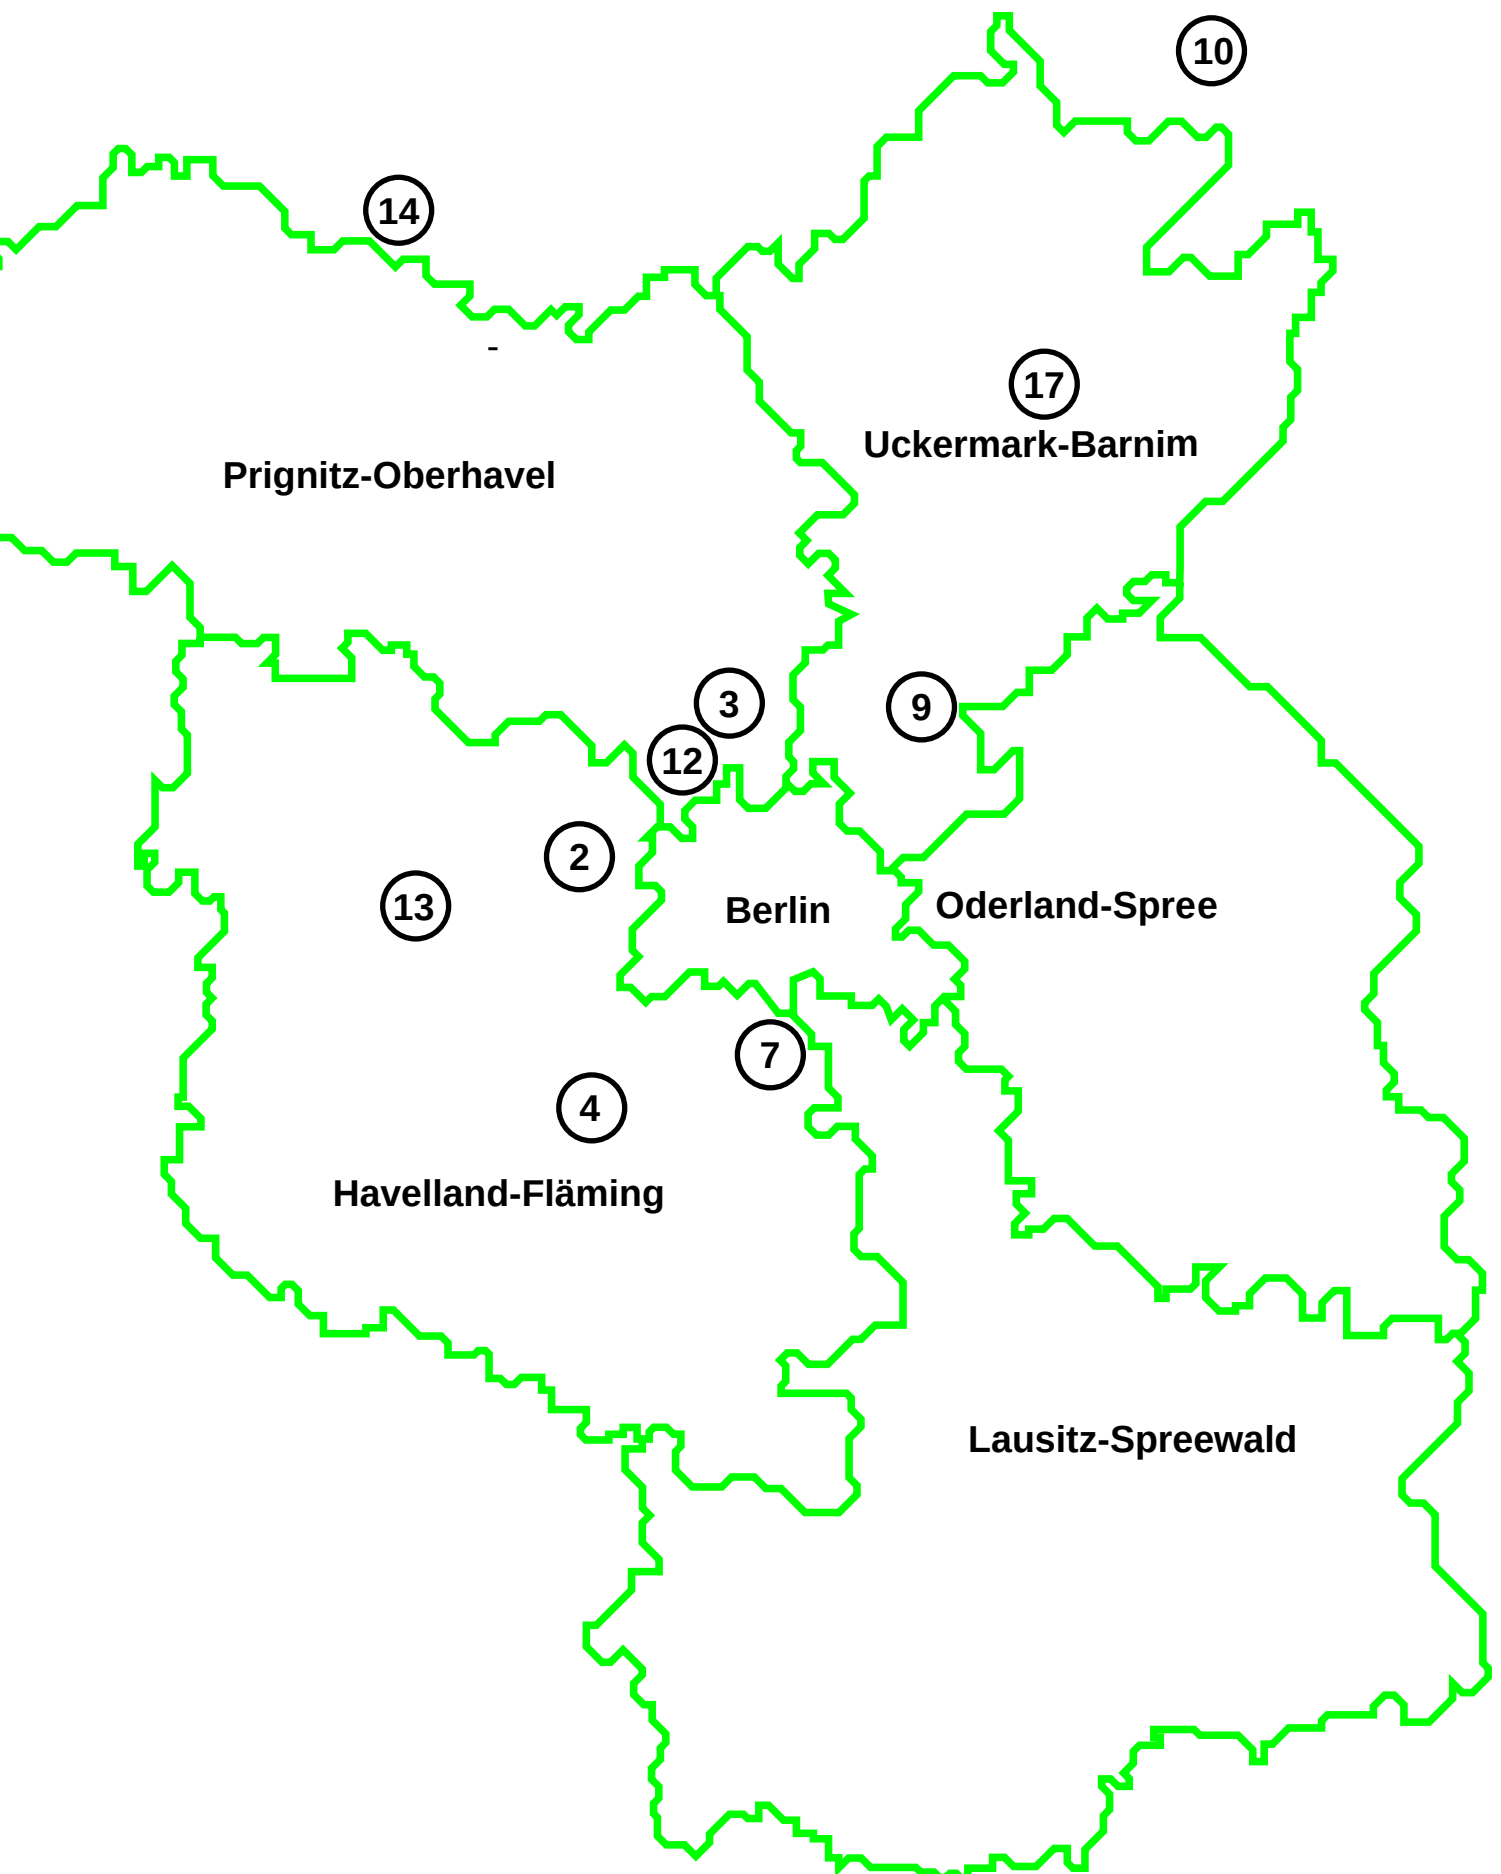 10
14
-
17
Uckermark-Barnim
Prignitz-Oberhavel
3
9
12
2
13
Berlin
Oderland-Spree
7
4
Havelland-Fläming
Lausitz-Spreewald